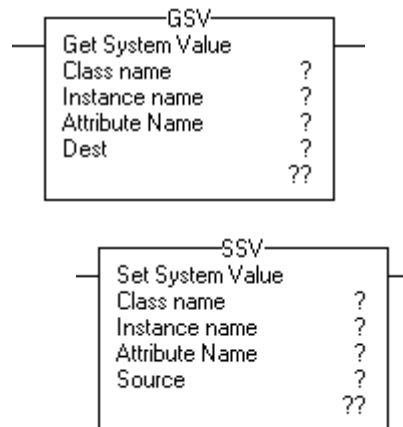 GSV
Get System Value
Class name ?
Instance name ?
Attribute Name ?
Dest ?
??
SSV
Set System Value
Class name ?
Instance name ?
Attribute Name ?
Source ?
??